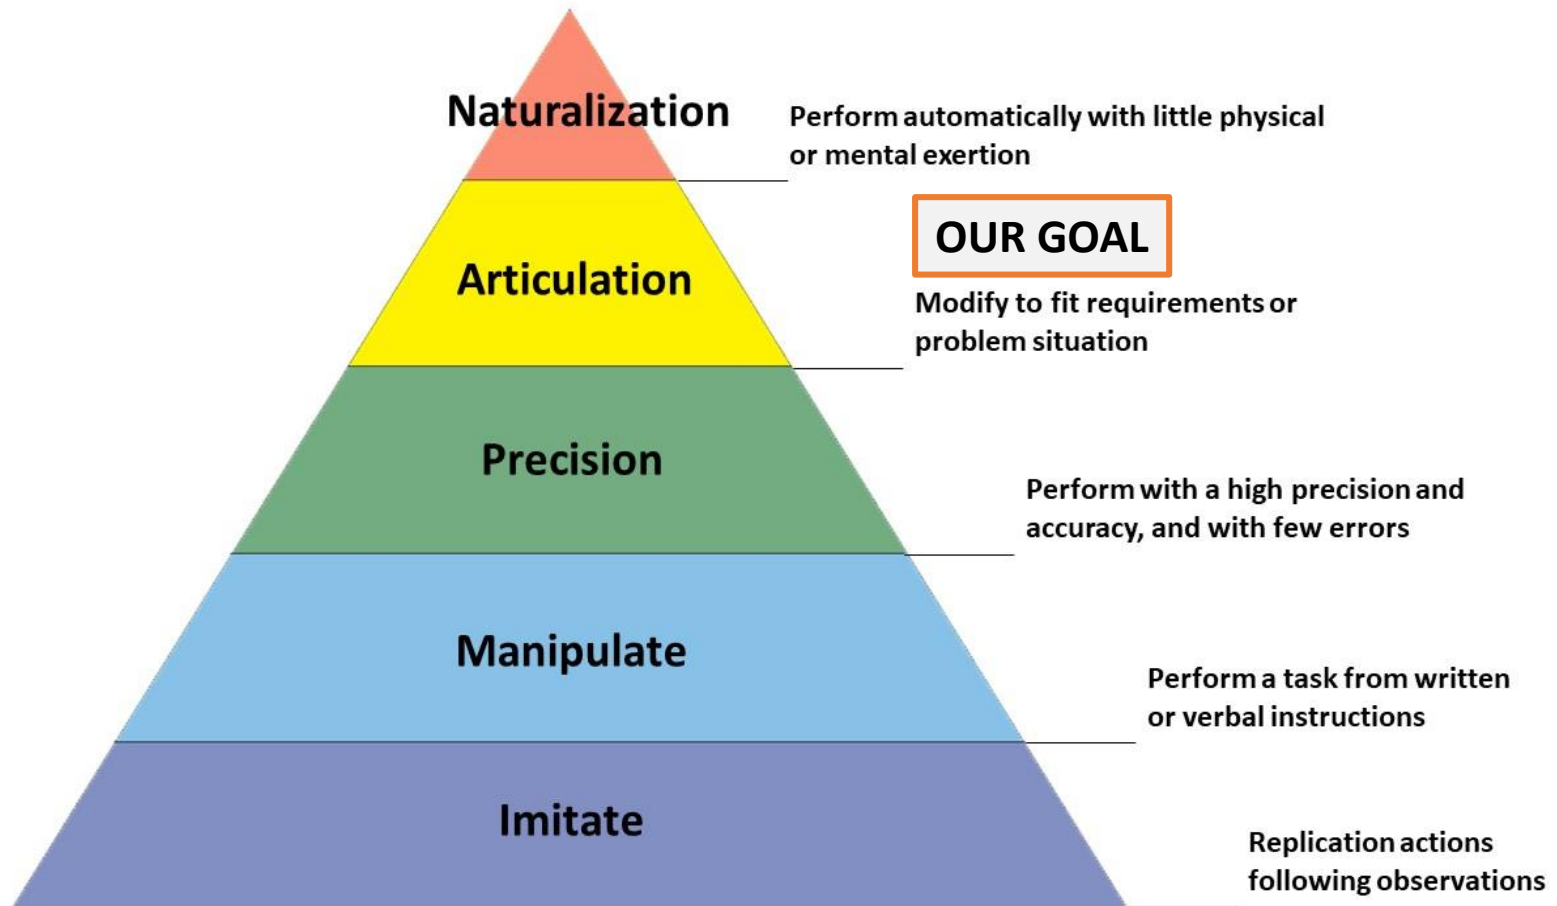 Naturalization
Perform automatically with little physical
or mental exertion
OUR GOAL
Articulation
Modify to fit requirements or
problem situation
Precision
Perform with a high precision and
accuracy, and with few errors
Manipulate
Perform a task from written
or verbal instructions
Imitate
Replication actions
following observations